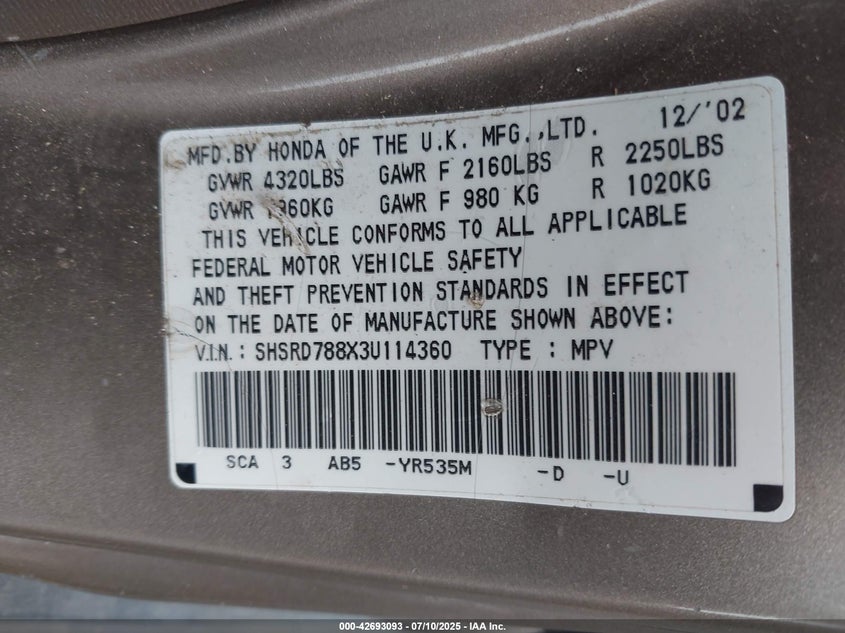 MFD.BY HONDA OF THE U.K. MFG.,LTD. 12/'02
GVWR 4320LBS GAWR F 2160LBS R 2250LBS
GVWR 1960KG GAWR F 980 KG R 1020KG
THIS VEHICLE CONFORMS TO ALL APPLICABLE
FEDERAL MOTOR VEHICLE SAFETY
AND THEFT PREVENTION STANDARDS IN EFFECT
ON THE DATE OF MANUFACTURE SHOWN ABOVE:
V.I.N.: SHSRD788X3U114360 TYPE : MPV
SCA 3 AB5 -YR535M -D -U
000-42693093 - 07/10/2025 - IAA Inc.